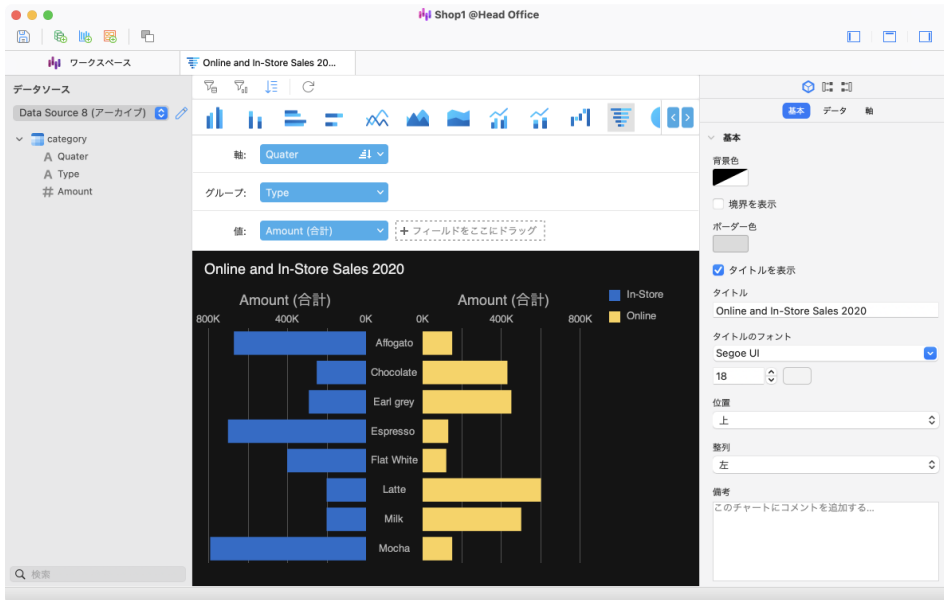 Shop1 @Head Office
ワークスペース
Online and In-Store Sales 20...
データソース
Data Source 8 (アーカイブ)
category
A Quater
A Type
# Amount
検索
軸:
Quater
グループ:
Type
値:
Amount (合計)
+ フィールドをここにドラッグ
Online and In-Store Sales 2020
Amount (合計)
Amount (合計)
In-Store
Online
800K
400K
0K
0K
400K
800K
Affogato
Chocolate
Earl grey
Espresso
Flat White
Latte
Milk
Mocha
基本
データ
軸
基本
背景色
境界を表示
ボーダー色
タイトルを表示
タイトル
Online and In-Store Sales 2020
タイトルのフォント
Segoe UI
18
位置
上
整列
左
備考
このチャートにコメントを追加する...